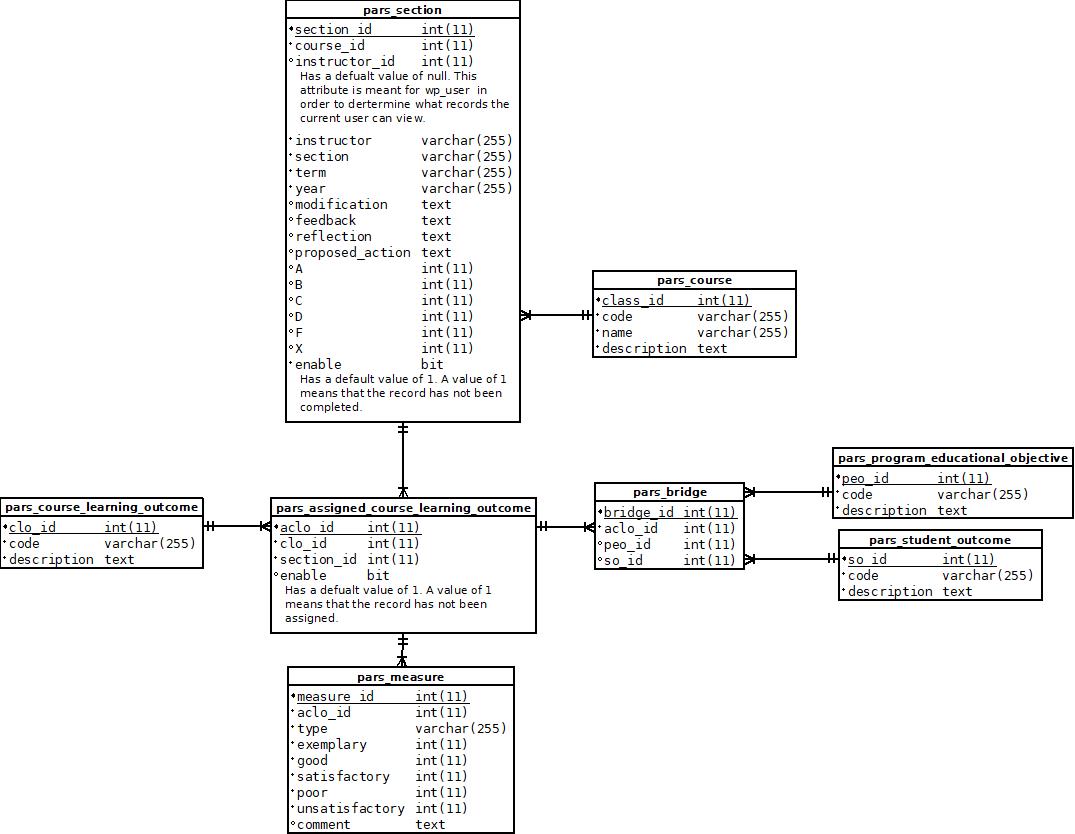 pars_section
section_id int(11)
course_id int(11)
instructor_id int(11)
Has a defualt value of null. This
attribute is meant for wp_user in
order to dertermine what records the
current user can view.
instructor varchar(255)
section varchar(255)
term varchar(255)
year varchar(255)
modification text
feedback text
reflection text
proposed_action text
A int(11)
B int(11)
C int(11)
D int(11)
F int(11)
X int(11)
enable bit
Has a default value of 1. A value of 1
means that the record has not been
completed.
pars_course
class_id int(11)
code varchar(255)
name varchar(255)
description text
pars_course_learning_outcome
clo_id int(11)
code varchar(255)
description text
pars_assigned_course_learning_outcome
aclo_id int(11)
clo_id int(11)
section_id int(11)
enable bit
Has a defualt value of 1. A value of 1
means that the record has not been
assigned.
pars_bridge
bridge_id int(11)
aclo_id int(11)
peo_id int(11)
so_id int(11)
pars_program_educational_objective
peo_id int(11)
code varchar(255)
description text
pars_student_outcome
so_id int(11)
code varchar(255)
description text
pars_measure
measure_id int(11)
aclo_id int(11)
type varchar(255)
exemplary int(11)
good int(11)
satisfactory int(11)
poor int(11)
unsatisfactory int(11)
comment text